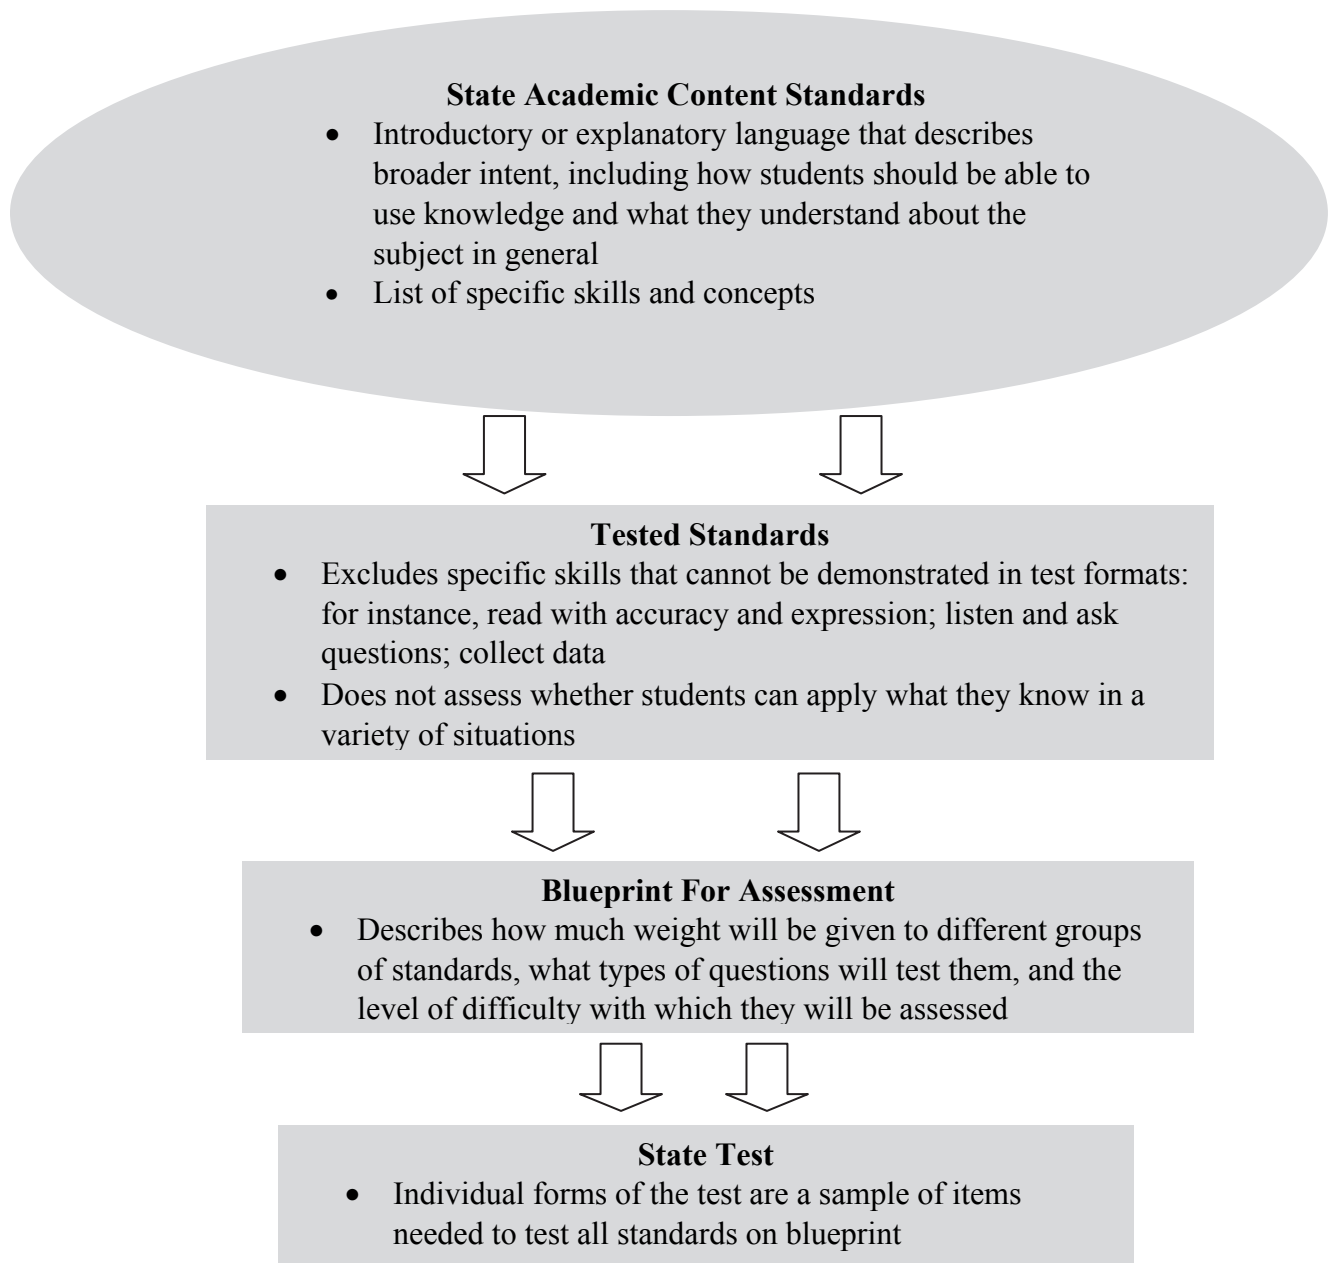 State Academic Content Standards
• Introductory or explanatory language that describes
broader intent, including how students should be able to
use knowledge and what they understand about the
subject in general
• List of specific skills and concepts
Tested Standards
• Excludes specific skills that cannot be demonstrated in test formats:
for instance, read with accuracy and expression; listen and ask
questions; collect data
• Does not assess whether students can apply what they know in a
variety of situations
Blueprint For Assessment
• Describes how much weight will be given to different groups
of standards, what types of questions will test them, and the
level of difficulty with which they will be assessed
State Test
• Individual forms of the test are a sample of items
needed to test all standards on blueprint